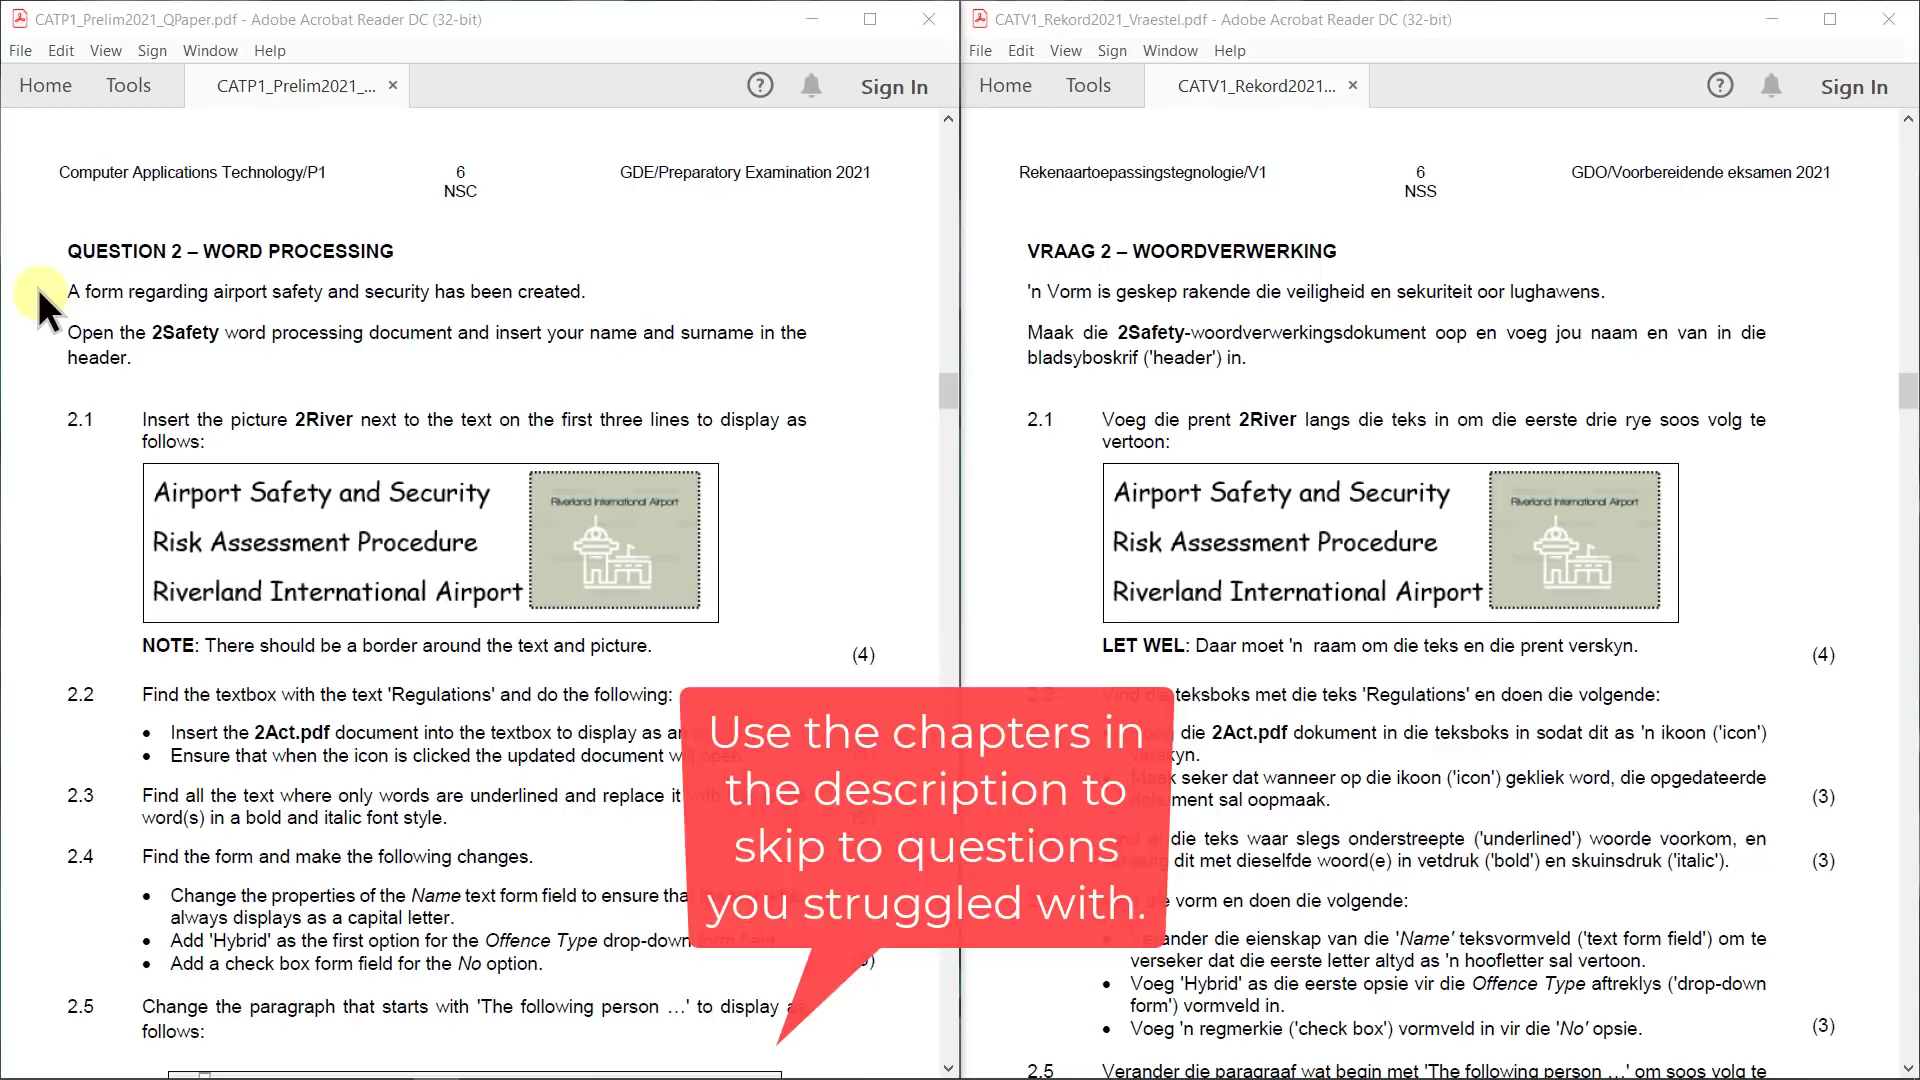 CATP1_Prelim2021_QPaper.pdf - Adobe Acrobat Reader DC (32-bit)
File Edit View Sign Window Help
Home Tools CATP1_Prelim2021_... × Sign In
Computer Applications Technology/P1 6 GDE/Preparatory Examination 2021
NSC
QUESTION 2 – WORD PROCESSING
A form regarding airport safety and security has been created.
Open the 2Safety word processing document and insert your name and surname in the
header.
2.1 Insert the picture 2River next to the text on the first three lines to display as
follows:
Airport Safety and Security
Risk Assessment Procedure
Riverland International Airport
Riverland International Airport
NOTE: There should be a border around the text and picture.
(4)
2.2 Find the textbox with the text 'Regulations' and do the following:
• Insert the 2Act.pdf document into the textbox to display as an
• Ensure that when the icon is clicked the updated document will open.
2.3 Find all the text where only words are underlined and replace it with
word(s) in a bold and italic font style.
2.4 Find the form and make the following changes.
• Change the properties of the Name text form field to ensure that
always displays as a capital letter.
• Add 'Hybrid' as the first option for the Offence Type drop-down form field.
• Add a check box form field for the No option.
2.5 Change the paragraph that starts with 'The following person …' to display as
follows:
CATV1_Rekord2021_Vraestel.pdf - Adobe Acrobat Reader DC (32-bit)
File Edit View Sign Window Help
Home Tools CATV1_Rekord2021... × Sign In
Rekenaartoepassingstegnologie/V1 6 GDO/Voorbereidende eksamen 2021
NSS
VRAAG 2 – WOORDVERWERKING
'n Vorm is geskep rakende die veiligheid en sekuriteit oor lughawens.
Maak die 2Safety-woordverwerkingsdokument oop en voeg jou naam en van in die
bladsyboskrif ('header') in.
2.1 Voeg die prent 2River langs die teks in om die eerste drie rye soos volg te
vertoon:
Airport Safety and Security
Risk Assessment Procedure
Riverland International Airport
Riverland International Airport
LET WEL: Daar moet 'n raam om die teks en die prent verskyn.
(4)
2.2 Vind die teksboks met die teks 'Regulations' en doen die volgende:
die 2Act.pdf dokument in die teksboks in sodat dit as 'n ikoon ('icon')
verskyn.
Maak seker dat wanneer op die ikoon ('icon') gekliek word, die opgedateerde
dokument sal oopmaak. (3)
die teks waar slegs onderstreepte ('underlined') woorde voorkom, en
dit met dieselfde woord(e) in vetdruk ('bold') en skuinsdruk ('italic'). (3)
vorm en doen die volgende:
• Verander die eienskap van die 'Name' teksvormveld ('text form field') om te
verseker dat die eerste letter altyd as 'n hoofletter sal vertoon.
• Voeg 'Hybrid' as die eerste opsie vir die Offence Type aftreklys ('drop-down
form') vormveld in.
• Voeg 'n regmerkie ('check box') vormveld in vir die 'No' opsie. (3)
2.5 Verander die paragraaf wat begin met 'The following person …' om soos volg te
Use the chapters in
the description to
skip to questions
you struggled with.